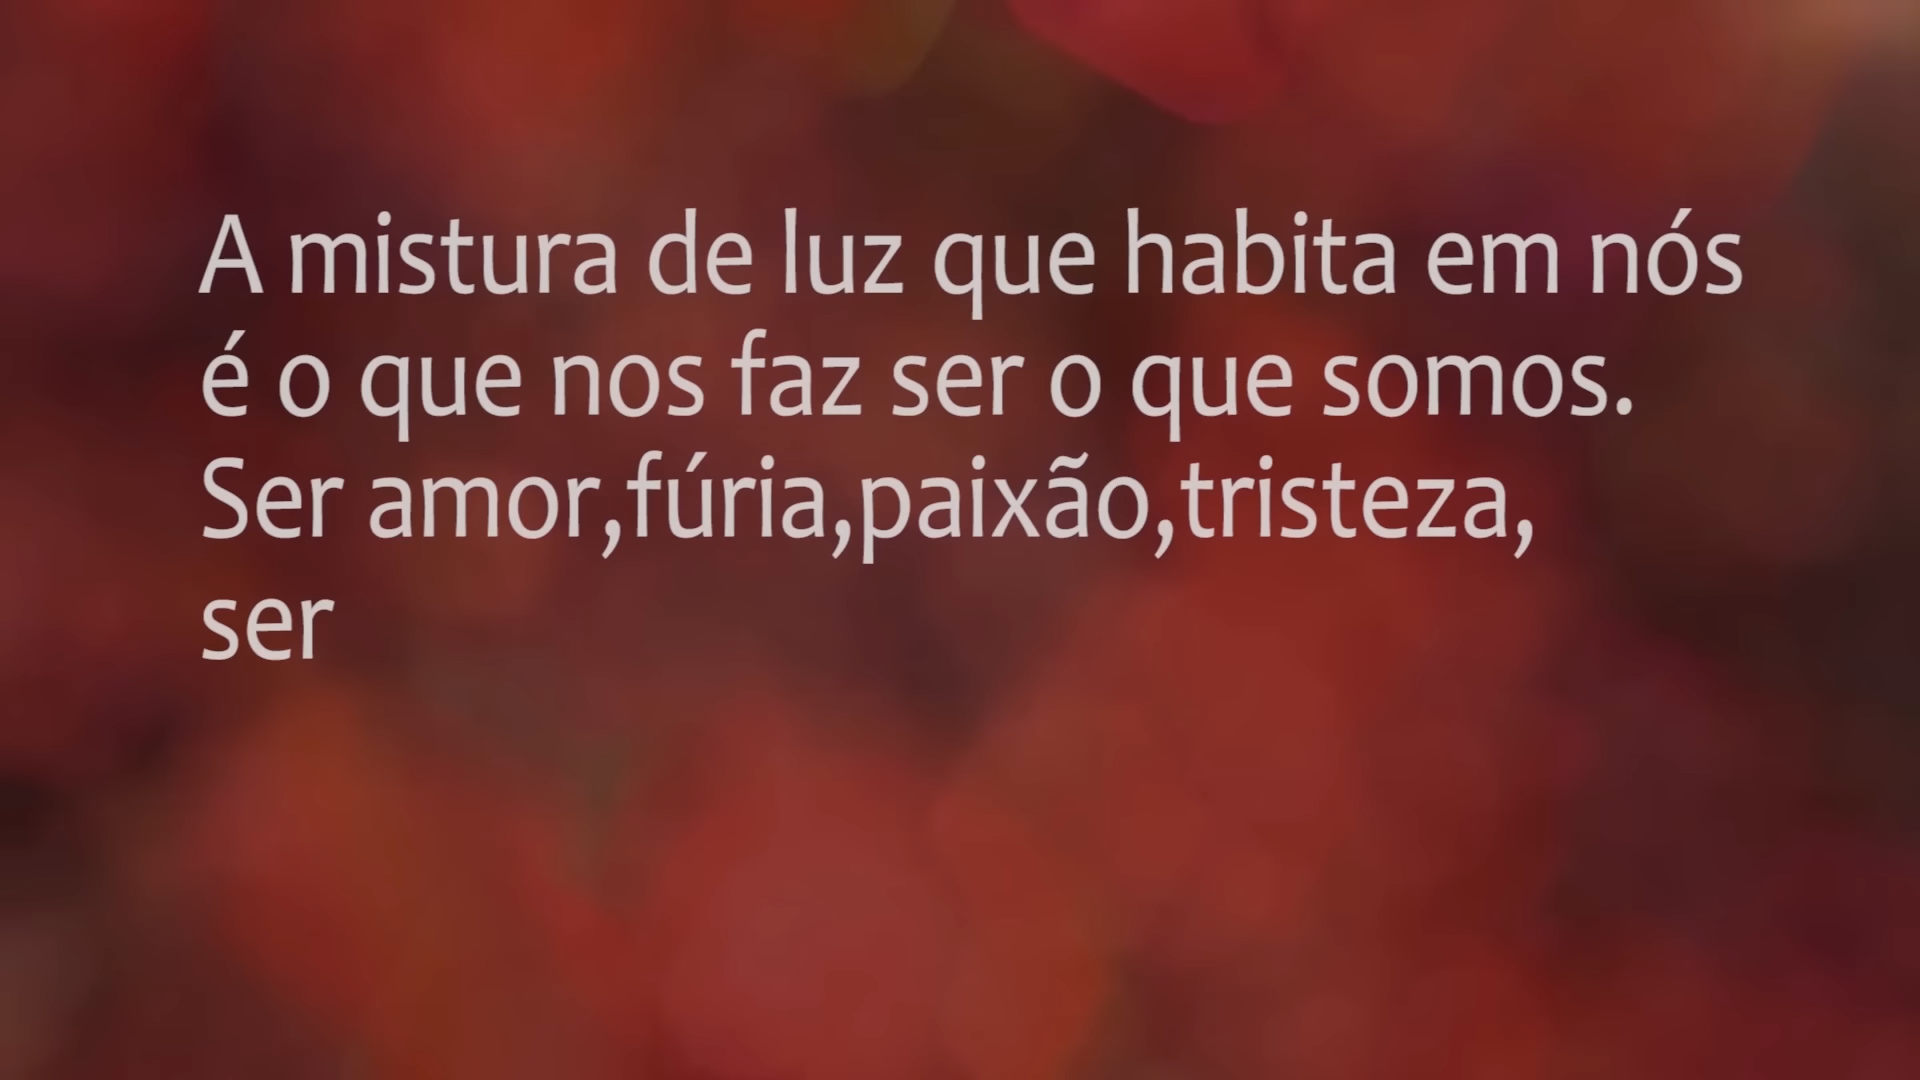 A mistura de luz que habita em nós
é o que nos faz ser o que somos.
Ser amor,fúria,paixão,tristeza,
ser